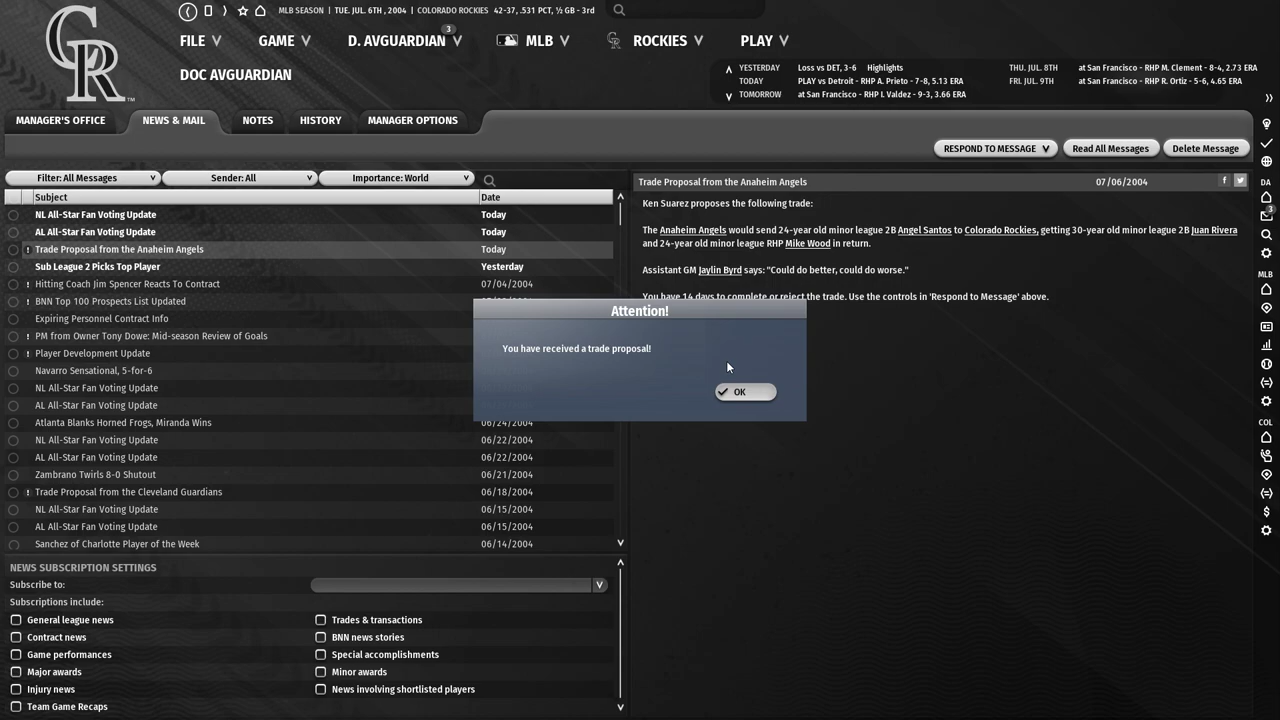 MLB SEASON | TUE. JUL. 6TH , 2004 | COLORADO ROCKIES 42-37, .531 PCT, ½ GB - 3rd
FILE GAME D. AVGUARDIAN 3 MLB ROCKIES PLAY
DOC AVGUARDIAN
CR
TM
YESTERDAY Loss vs DET, 3-6 Highlights THU. JUL. 8TH at San Francisco - RHP M. Clement - 8-4, 2.73 ERA
TODAY PLAY vs Detroit - RHP A. Prieto - 7-8, 5.13 ERA FRI. JUL. 9TH at San Francisco - RHP R. Ortiz - 5-6, 4.65 ERA
TOMORROW at San Francisco - RHP I. Valdez - 9-3, 3.66 ERA
MANAGER'S OFFICE NEWS & MAIL NOTES HISTORY MANAGER OPTIONS
RESPOND TO MESSAGE Read All Messages Delete Message
Filter: All Messages Sender: All Importance: World
Subject Date
NL All-Star Fan Voting Update Today
AL All-Star Fan Voting Update Today
! Trade Proposal from the Anaheim Angels Today
Sub League 2 Picks Top Player Yesterday
! Hitting Coach Jim Spencer Reacts To Contract 07/04/2004
! BNN Top 100 Prospects List Updated
Expiring Personnel Contract Info
! PM from Owner Tony Dowe: Mid-season Review of Goals
! Player Development Update
Navarro Sensational, 5-for-6
NL All-Star Fan Voting Update
AL All-Star Fan Voting Update
Atlanta Blanks Horned Frogs, Miranda Wins 06/24/2004
NL All-Star Fan Voting Update 06/22/2004
AL All-Star Fan Voting Update 06/22/2004
Zambrano Twirls 8-0 Shutout 06/21/2004
! Trade Proposal from the Cleveland Guardians 06/18/2004
NL All-Star Fan Voting Update 06/15/2004
AL All-Star Fan Voting Update 06/15/2004
Sanchez of Charlotte Player of the Week 06/14/2004
Trade Proposal from the Anaheim Angels 07/06/2004
Ken Suarez proposes the following trade:
The Anaheim Angels would send 24-year old minor league 2B Angel Santos to Colorado Rockies, getting 30-year old minor league 2B Juan Rivera
and 24-year old minor league RHP Mike Wood in return.
Assistant GM Jaylin Byrd says: "Could do better, could do worse."
You have 14 days to complete or reject the trade. Use the controls in 'Respond to Message' above.
Attention!
You have received a trade proposal!
OK
NEWS SUBSCRIPTION SETTINGS
Subscribe to:
Subscriptions include:
General league news Trades & transactions
Contract news BNN news stories
Game performances Special accomplishments
Major awards Minor awards
Injury news News involving shortlisted players
Team Game Recaps
DA
3
MLB
COL